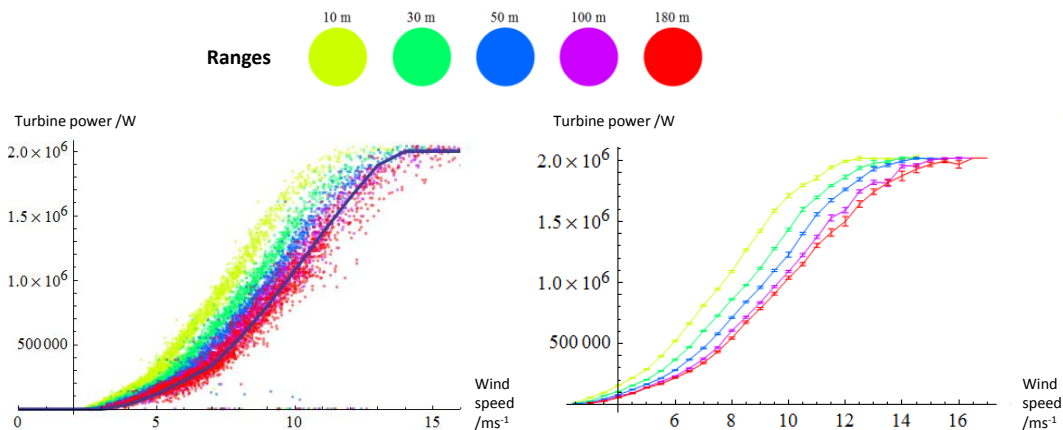 10 m 30 m 50 m 100 m 180 m
Ranges
Turbine power /W
2.0 × 10⁶
1.5 × 10⁶
1.0 × 10⁶
500 000
0 5 10 15
Wind
speed
/ms⁻¹
Turbine power /W
2.0 × 10⁶
1.5 × 10⁶
1.0 × 10⁶
500 000
6 8 10 12 14 16
Wind
speed
/ms⁻¹